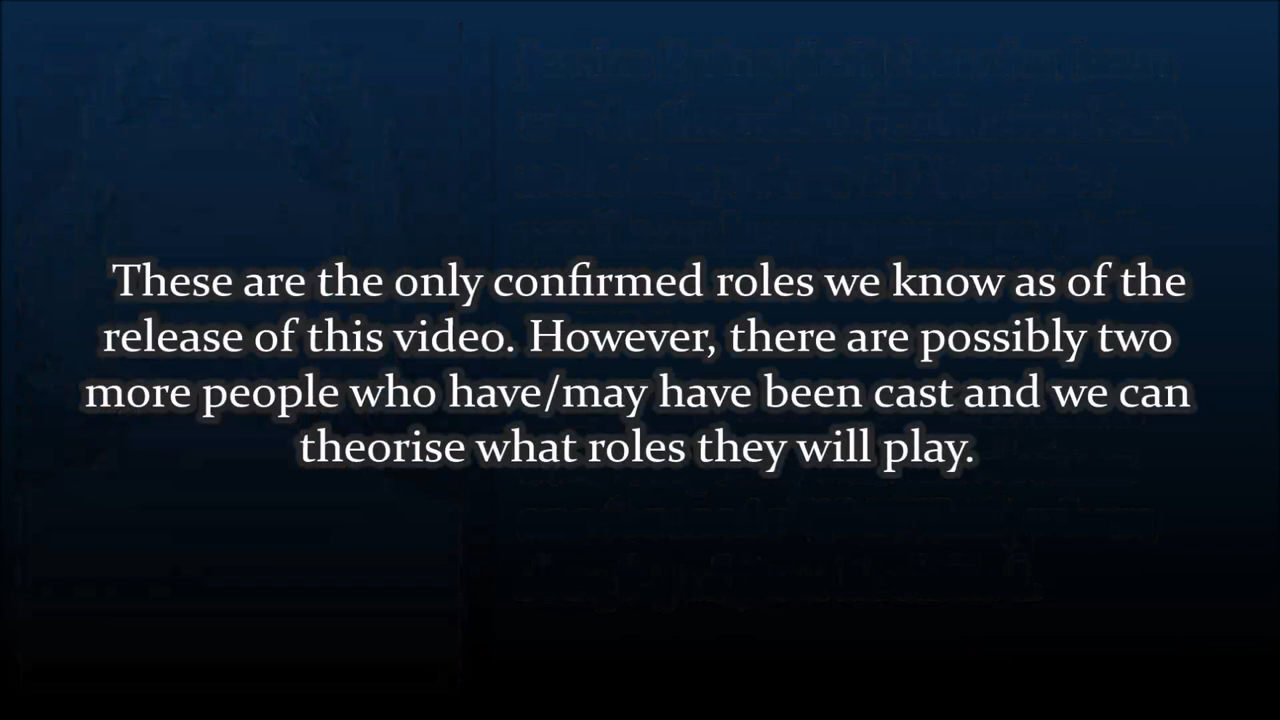 These are the only confirmed roles we know as of the
release of this video. However, there are possibly two
more people who have/may have been cast and we can
theorise what roles they will play.